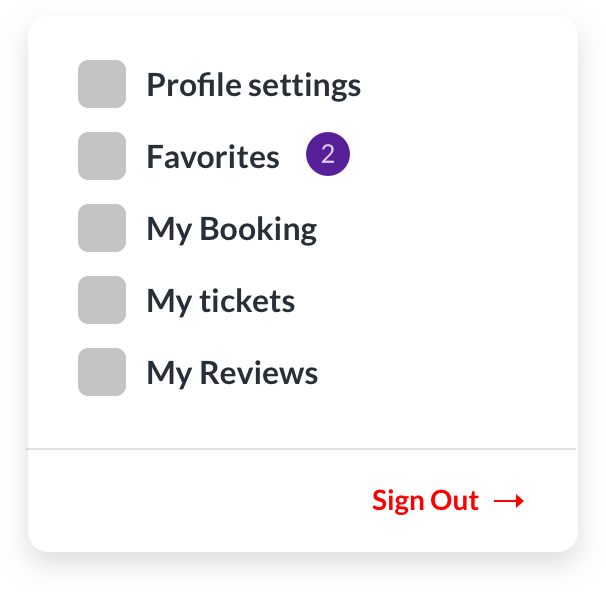 Profile settings
Favorites 2
My Booking
My tickets
My Reviews
Sign Out →